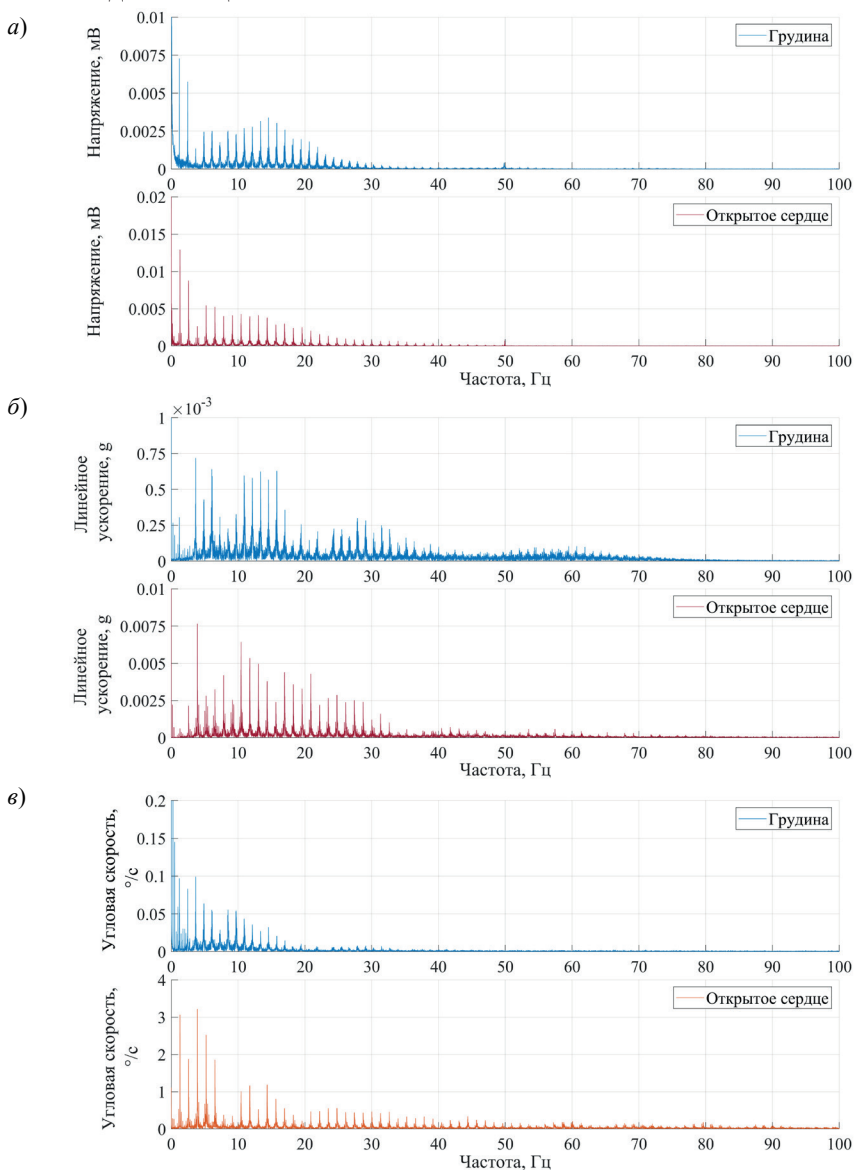 а)
0.01
0.0075
0.005
0.0025
0
Напряжение, мВ
Грудина
0 10 20 30 40 50 60 70 80 90 100
0.02
0.015
0.01
0.005
0
Напряжение, мВ
Открытое сердце
0 10 20 30 40 50 60 70 80 90 100
Частота, Гц
б)
×10⁻³
1
0.75
0.5
0.25
0
Линейное
ускорение, g
Грудина
0 10 20 30 40 50 60 70 80 90 100
0.01
0.0075
0.005
0.0025
0
Линейное
ускорение, g
Открытое сердце
0 10 20 30 40 50 60 70 80 90 100
Частота, Гц
в)
0.2
0.15
0.1
0.05
0
Угловая скорость,
°/с
Грудина
0 10 20 30 40 50 60 70 80 90 100
4
3
2
1
0
Угловая скорость,
°/с
Открытое сердце
0 10 20 30 40 50 60 70 80 90 100
Частота, Гц